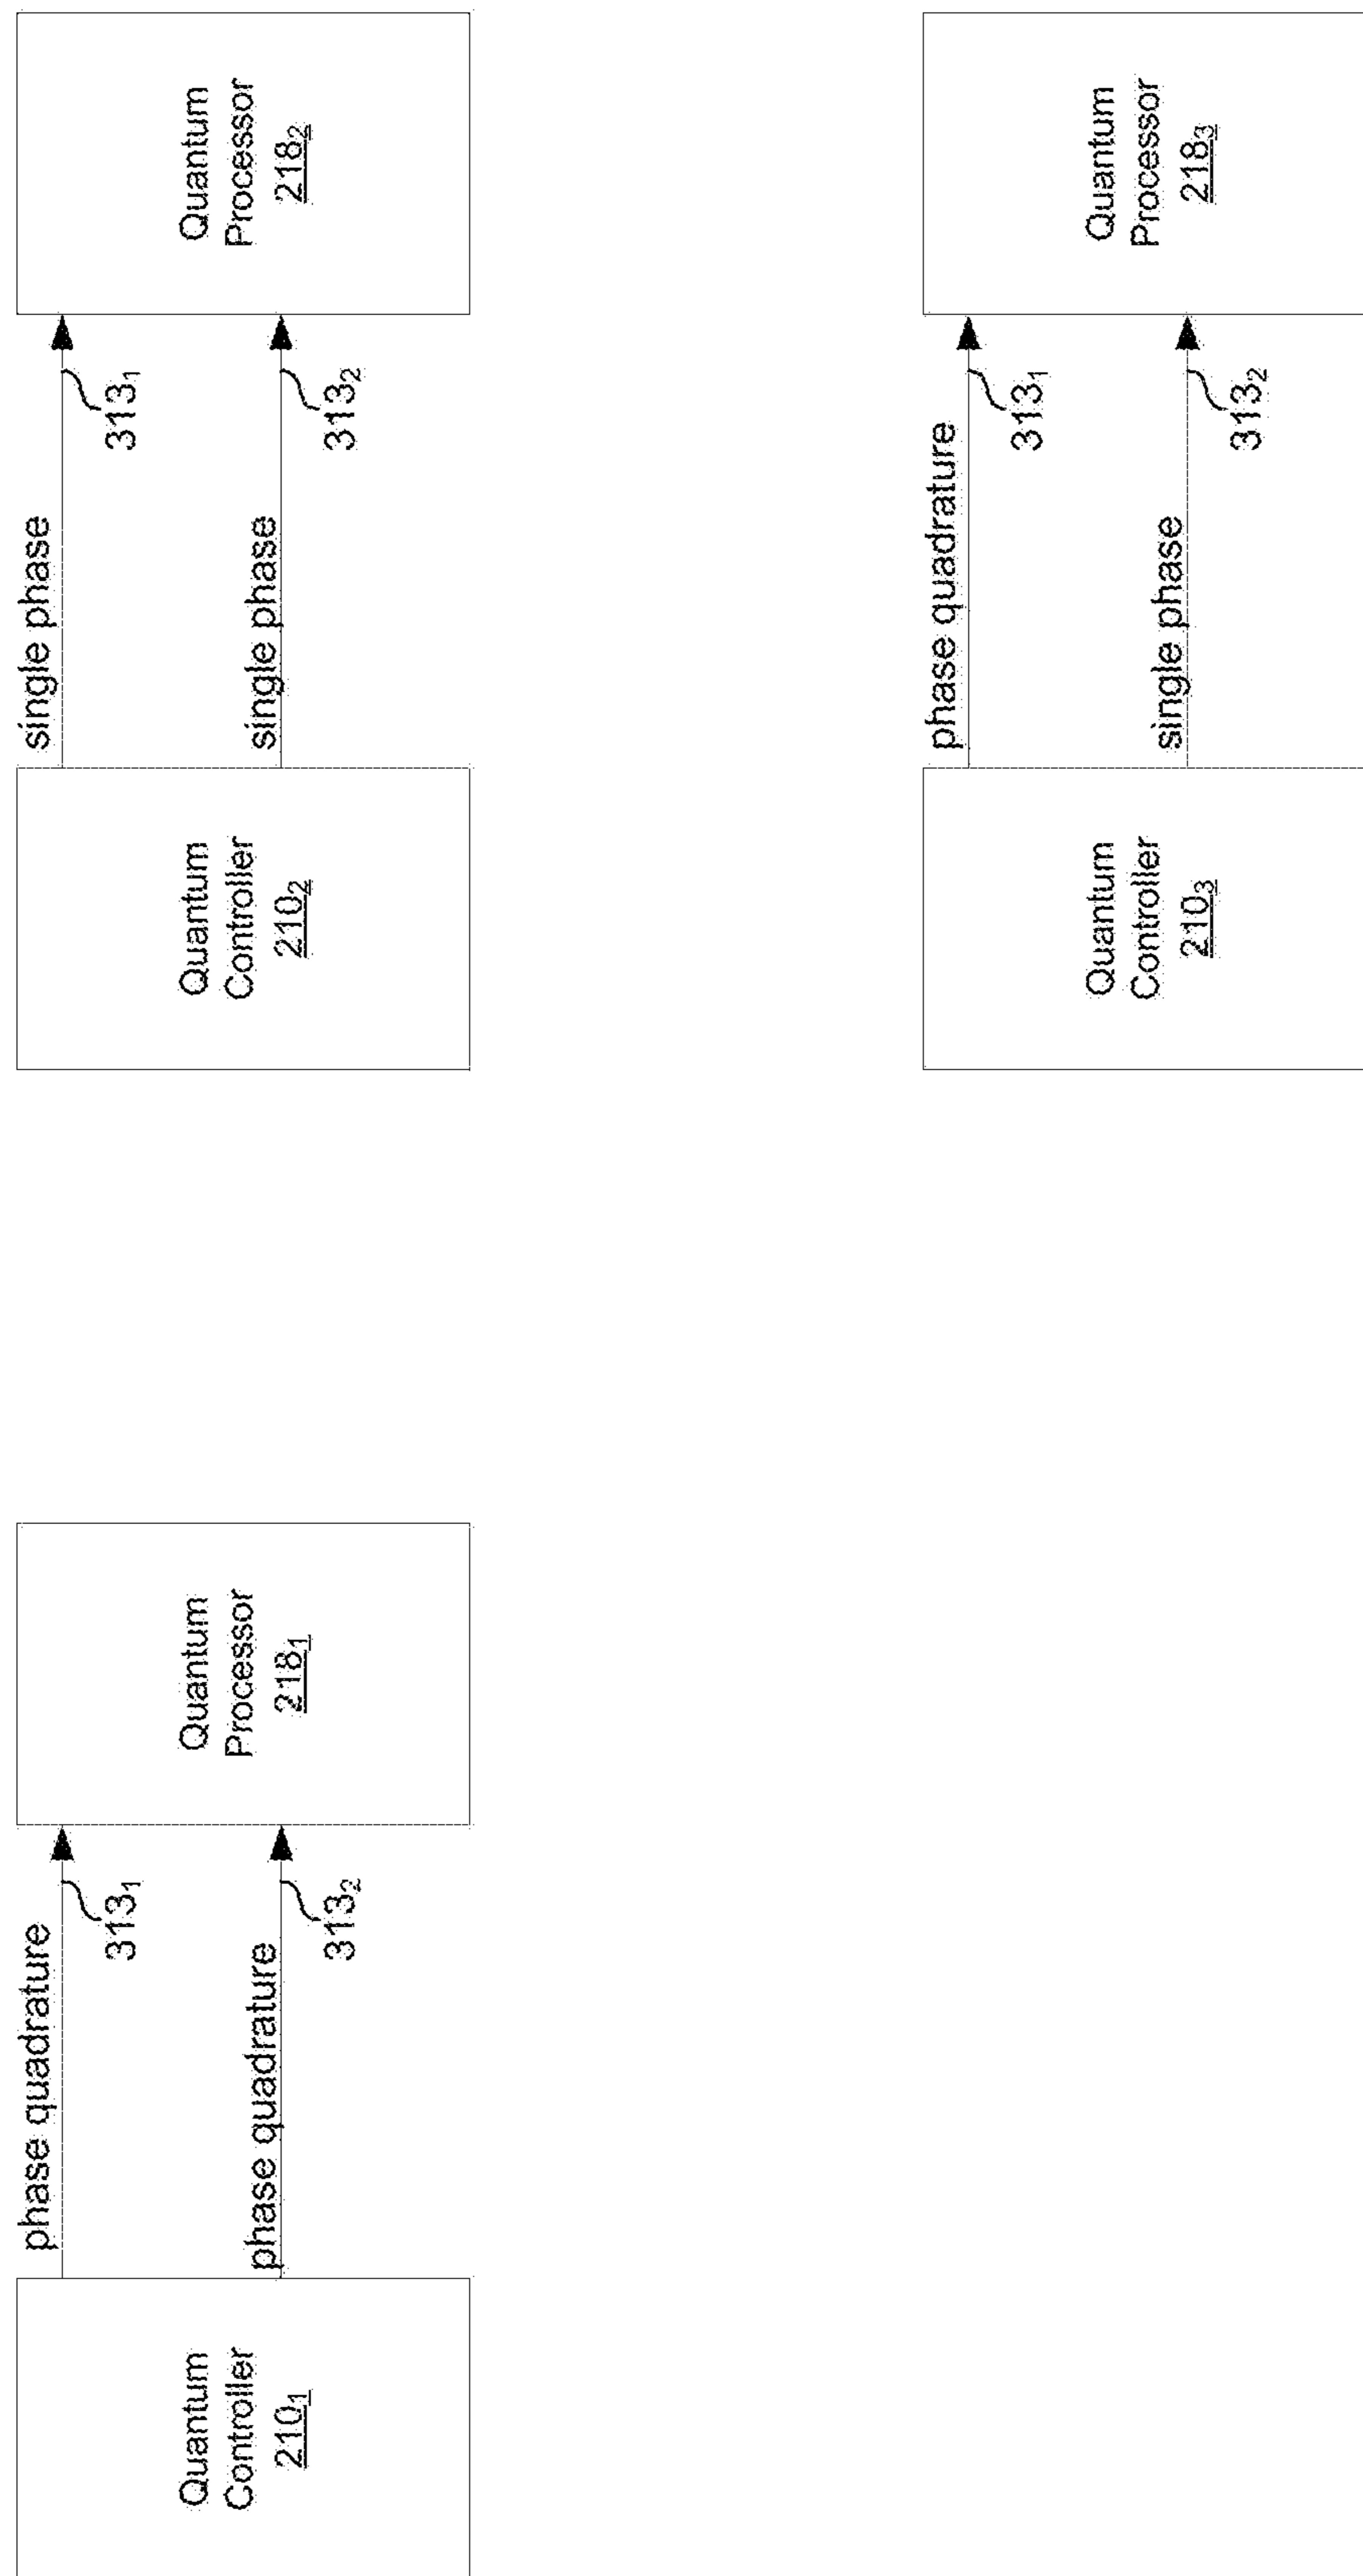 Quantum
Controller
210₁
phase quadrature
313₁
phase quadrature
313₂
Quantum
Processor
218₁
Quantum
Controller
210₂
single phase
313₁
single phase
313₂
Quantum
Processor
218₂
Quantum
Controller
210₃
phase quadrature
313₁
single phase
313₂
Quantum
Processor
218₃